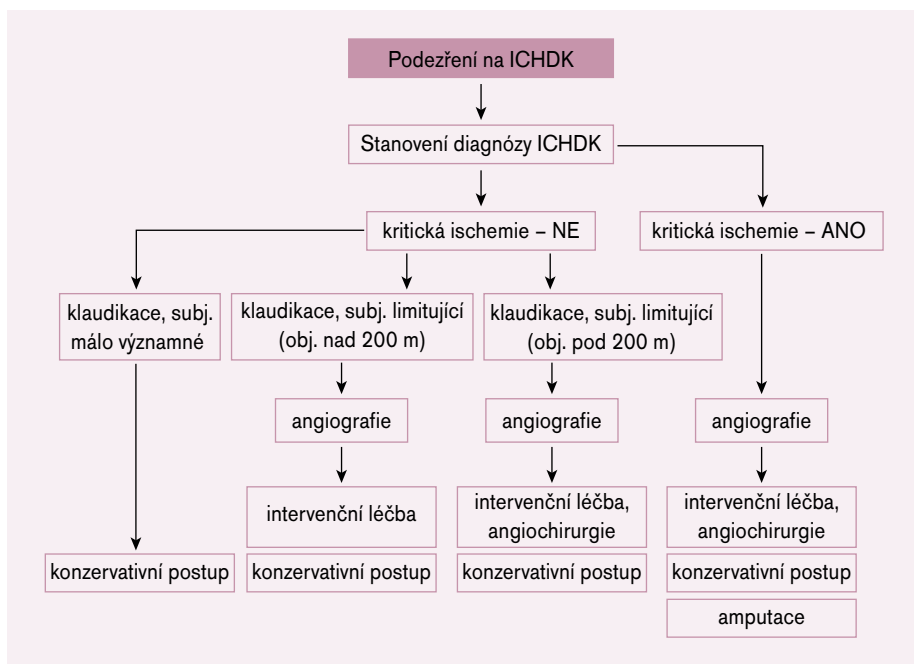 Podezření na ICHDK
Stanovení diagnózy ICHDK
kritická ischemie – NE
kritická ischemie – ANO
klaudikace, subj.
málo významné
klaudikace, subj. limitující
(obj. nad 200 m)
klaudikace, subj. limitující
(obj. pod 200 m)
angiografie
angiografie
angiografie
intervenční léčba
intervenční léčba,
angiochirurgie
intervenční léčba,
angiochirurgie
konzervativní postup
konzervativní postup
konzervativní postup
konzervativní postup
amputace